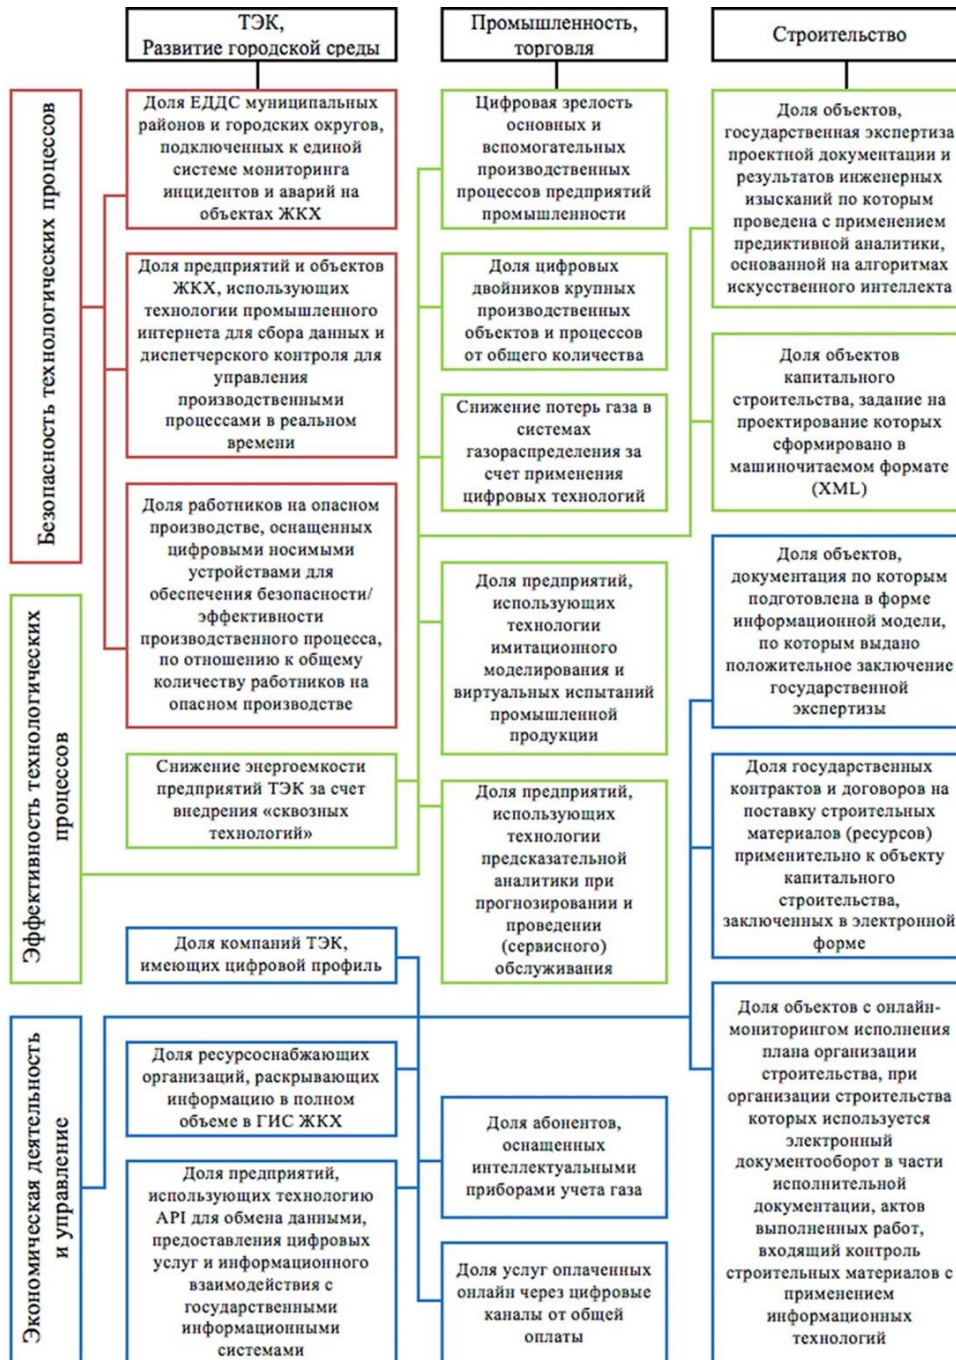 ТЭК,
Развитие городской среды
Промышленность,
торговля
Строительство
Безопасность технологических процессов
Доля ЕДДС муниципальных
районов и городских округов,
подключенных к единой
системе мониторинга
инцидентов и аварий на
объектах ЖКХ
Доля предприятий и объектов
ЖКХ, использующих
технологии промышленного
интернета для сбора данных и
диспетчерского контроля для
управления
производственными
процессами в реальном
времени
Доля работников на опасном
производстве, оснащенных
цифровыми носимыми
устройствами для
обеспечения безопасности/
эффективности
производственного процесса,
по отношению к общему
количеству работников на
опасном производстве
Эффективность технологических
процессов
Снижение энергоемкости
предприятий ТЭК за счет
внедрения «сквозных
технологий»
Цифровая зрелость
основных и
вспомогательных
производственных
процессов предприятий
промышленности
Доля цифровых
двойников крупных
производственных
объектов и процессов
от общего количества
Снижение потерь газа в
системах
газораспределения за
счет применения
цифровых технологий
Доля предприятий,
использующих
технологии
имитационного
моделирования и
виртуальных испытаний
промышленной
продукции
Доля предприятий,
использующих
технологии
предсказательной
аналитики при
прогнозировании и
проведении
(сервисного)
обслуживания
Доля объектов,
государственная экспертиза
проектной документации и
результатов инженерных
изысканий по которым
проведена с применением
предиктивной аналитики,
основанной на алгоритмах
искусственного интеллекта
Доля объектов
капитального
строительства, задание на
проектирование которых
сформировано в
машиночитаемом формате
(XML)
Экономическая деятельность
и управление
Доля компаний ТЭК,
имеющих цифровой профиль
Доля ресурсоснабжающих
организаций, раскрывающих
информацию в полном
объеме в ГИС ЖКХ
Доля предприятий,
использующих технологию
API для обмена данными,
предоставления цифровых
услуг и информационного
взаимодействия с
государственными
информационными
системами
Доля абонентов,
оснащенных
интеллектуальными
приборами учета газа
Доля услуг оплаченных
онлайн через цифровые
каналы от общей
оплаты
Доля объектов,
документация по которым
подготовлена в форме
информационной модели,
по которым выдано
положительное заключение
государственной
экспертизы
Доля государственных
контрактов и договоров на
поставку строительных
материалов (ресурсов)
применительно к объекту
капитального
строительства,
заключенных в электронной
форме
Доля объектов с онлайн-
мониторингом исполнения
плана организации
строительства, при
организации строительства
которых используется
электронный
документооборот в части
исполнительной
документации, актов
выполненных работ,
входящий контроль
строительных материалов с
применением
информационных
технологий